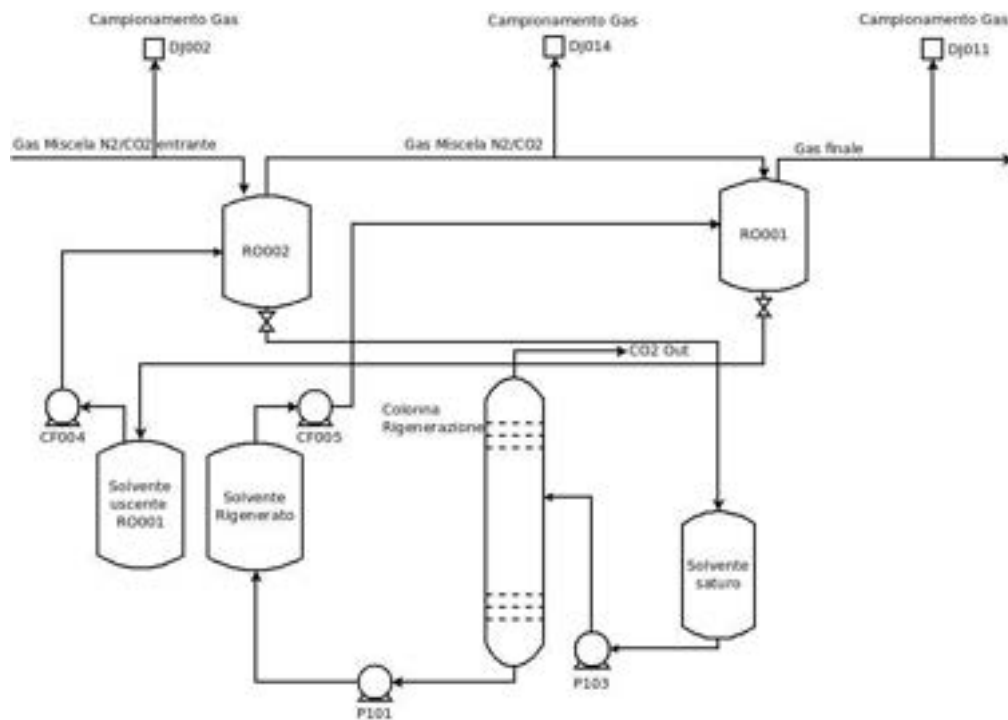 Campionamento Gas
DJ002
Campionamento Gas
DJ014
Campionamento Gas
DJ011
Gas Miscela N2/CO2 entrante
Gas Miscela N2/CO2
Gas finale
RO002
RO001
CO2 Out
CF004
CF005
Colonna
Rigenerazione
Solvente
uscente
RO001
Solvente
Rigenerato
Solvente
saturo
P103
P101